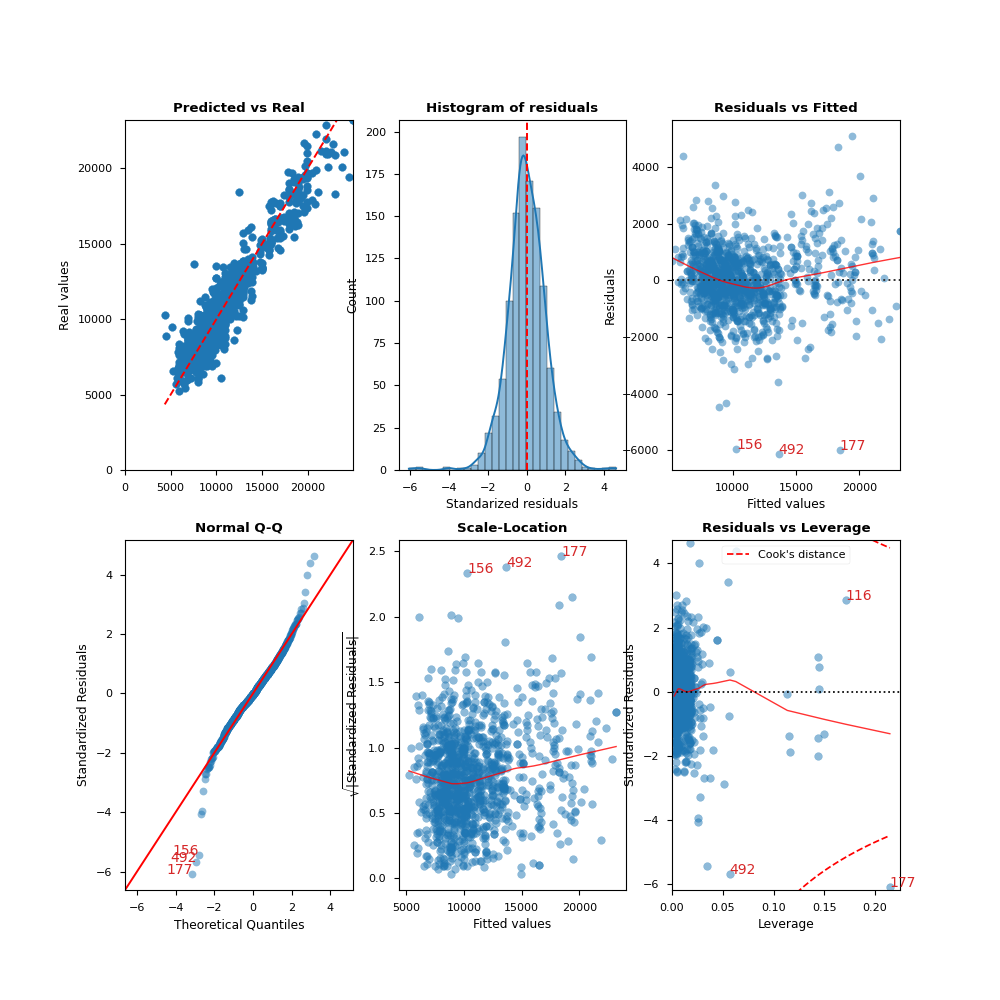 Predicted vs Real
Real values
20000
15000
10000
5000
0
0 5000 10000 15000 20000
Histogram of residuals
Count
200
175
150
125
100
75
50
25
0
−6 −4 −2 0 2 4
Standarized residuals
Residuals vs Fitted
Residuals
4000
2000
0
−2000
−4000
−6000
156
492
177
10000 15000 20000
Fitted values
Normal Q-Q
Standardized Residuals
4
2
0
−2
−4
−6
156
492
177
−6 −4 −2 0 2 4
Theoretical Quantiles
Scale-Location
√|Standardized Residuals|
2.5
2.0
1.5
1.0
0.5
0.0
156
492
177
5000 10000 15000 20000
Fitted values
Residuals vs Leverage
Cook's distance
Standardized Residuals
4
2
0
−2
−4
−6
116
492
177
0.00 0.05 0.10 0.15 0.20
Leverage